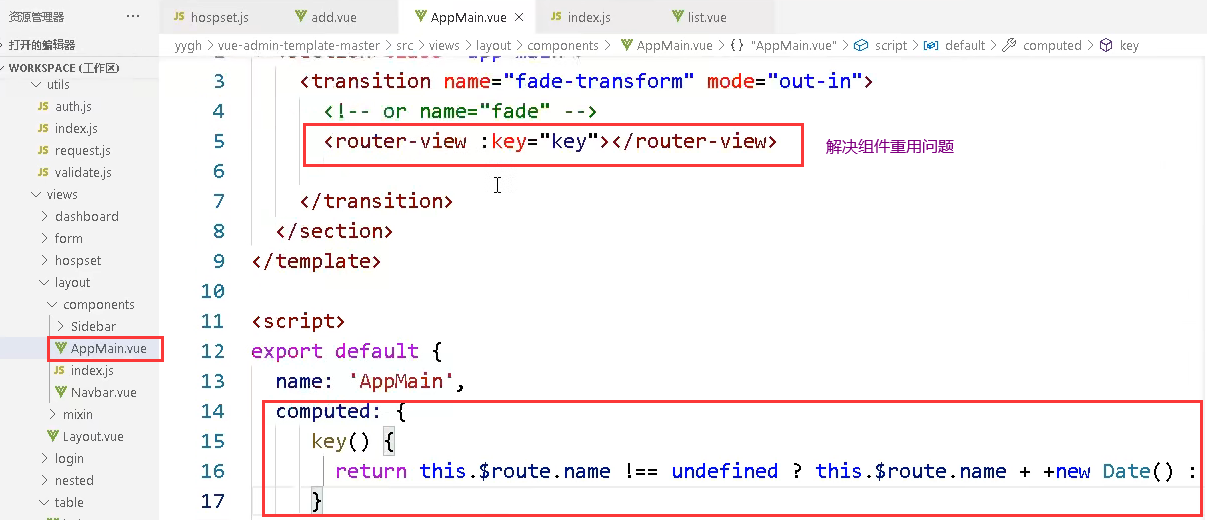 资源管理器 ···
JS hospset.js
add.vue
AppMain.vue ×
JS index.js
list.vue
打开的编辑器
yygh > vue-admin-template-master > src > views > layout > components > AppMain.vue > {} "AppMain.vue" > script > default > computed > key
WORKSPACE (工作区)
utils
JS auth.js
JS index.js
JS request.js
JS validate.js
views
dashboard
form
hospset
layout
components
Sidebar
AppMain.vue
JS index.js
Navbar.vue
mixin
Layout.vue
login
nested
table
3 <transition name="fade-transform" mode="out-in">
4 <!-- or name="fade" -->
5 <router-view :key="key"></router-view>
解决组件重用问题
6
7 </transition>
8 </section>
9 </template>
10
11 <script>
12 export default {
13 name: 'AppMain',
14 computed: {
15 key() {
16 return this.$route.name !== undefined ? this.$route.name + +new Date() :
17 }